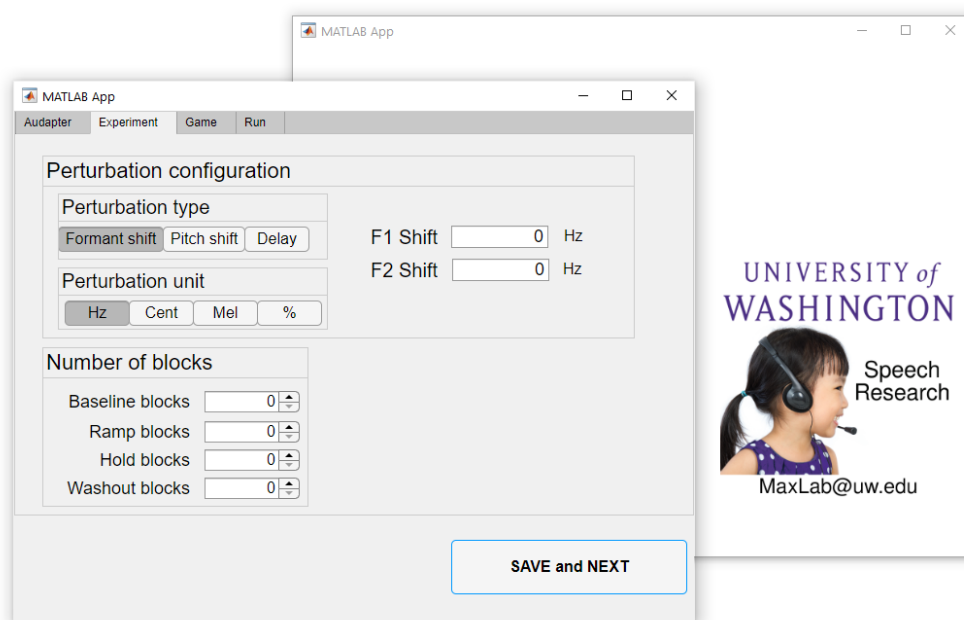 MATLAB App
MATLAB App
Audapter Experiment Game Run
Perturbation configuration
Perturbation type
Formant shift Pitch shift Delay
F1 Shift 0 Hz
F2 Shift 0 Hz
Perturbation unit
Hz Cent Mel %
Number of blocks
Baseline blocks 0
Ramp blocks 0
Hold blocks 0
Washout blocks 0
SAVE and NEXT
UNIVERSITY of
WASHINGTON
Speech
Research
MaxLab@uw.edu